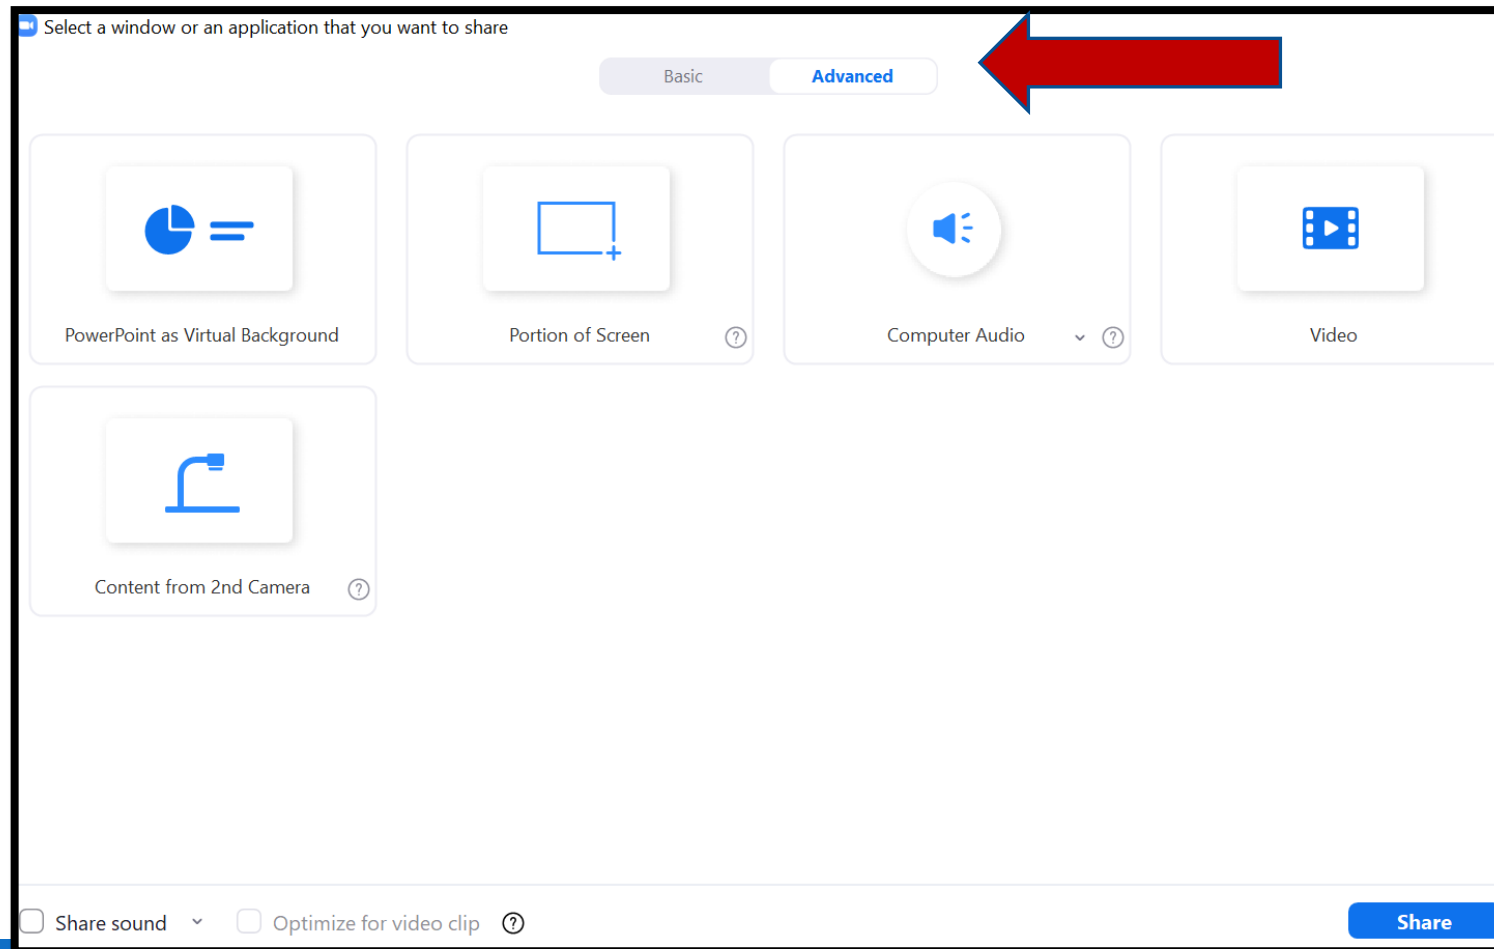 Select a window or an application that you want to share
Basic
Advanced
PowerPoint as Virtual Background
Portion of Screen
?
Computer Audio
?
Video
Content from 2nd Camera
?
Share sound
Optimize for video clip
?
Share